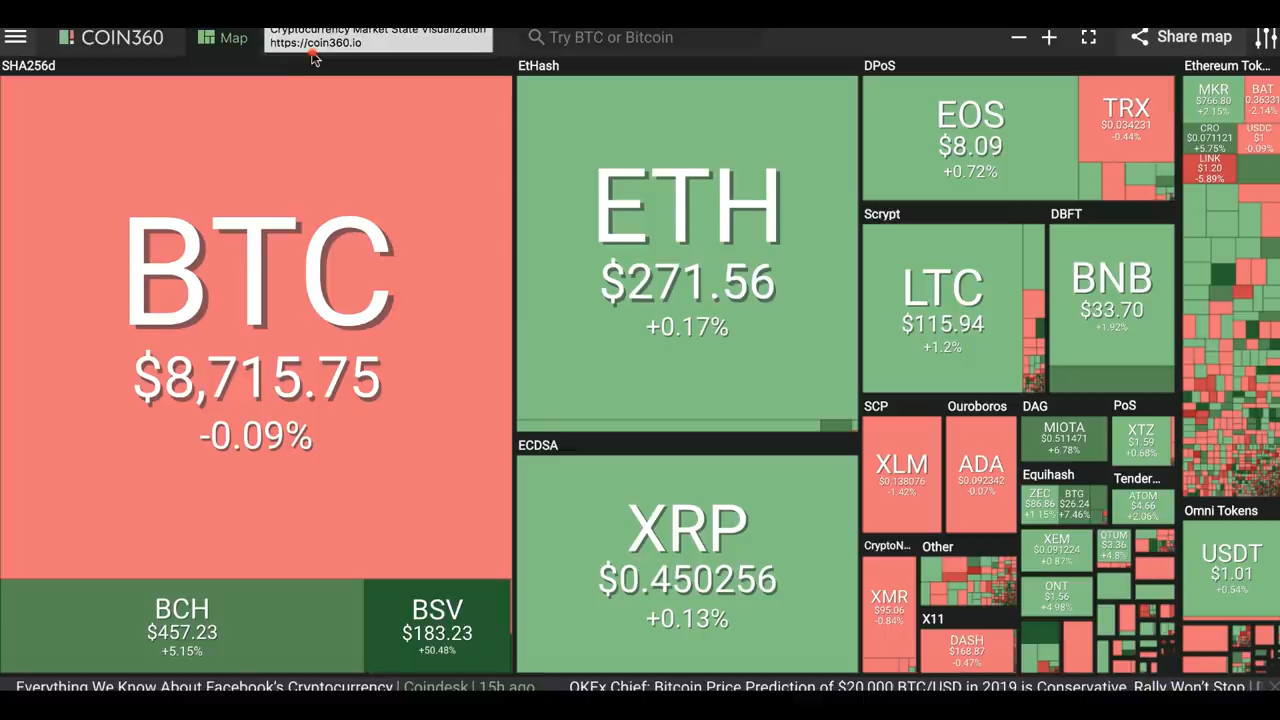 COIN360
Map
Cryptocurrency Market State Visualization
https://coin360.io
Try BTC or Bitcoin
Share map
SHA256d
BTC
$8,715.75
-0.09%
BCH
$457.23
+5.15%
BSV
$183.23
+50.48%
EtHash
ETH
$271.56
+0.17%
ECDSA
XRP
$0.450256
+0.13%
DPoS
EOS
$8.09
+0.72%
TRX
$0.034231
-0.44%
Scrypt
LTC
$115.94
+1.2%
DBFT
BNB
$33.70
+1.92%
SCP
XLM
$0.138076
-1.42%
Ouroboros
ADA
$0.092342
-0.07%
DAG
MIOTA
$0.511471
+6.78%
PoS
XTZ
$1.59
+0.68%
Equihash
ZEC
$86.86
+1.15%
BTG
$26.24
+7.46%
Tender...
ATOM
$4.66
+2.06%
CryptoN...
XMR
$95.06
-0.84%
Other
X11
DASH
$168.87
-0.47%
XEM
$0.091224
+0.87%
QTUM
$3.36
+4.8%
ONT
$1.56
+4.98%
Ethereum Tok...
MKR
$766.80
+2.15%
BAT
0.36331
-2.14%
CRO
$0.071121
+5.75%
USDC
$1
-0.09%
LINK
$1.20
-5.89%
Omni Tokens
USDT
$1.01
+0.54%
Everything We Know About Facebook's Cryptocurrency | Coindesk | 15h ago
OKEx Chief: Bitcoin Price Prediction of $20,000 BTC/USD in 2019 is Conservative, Rally Won't Stop |